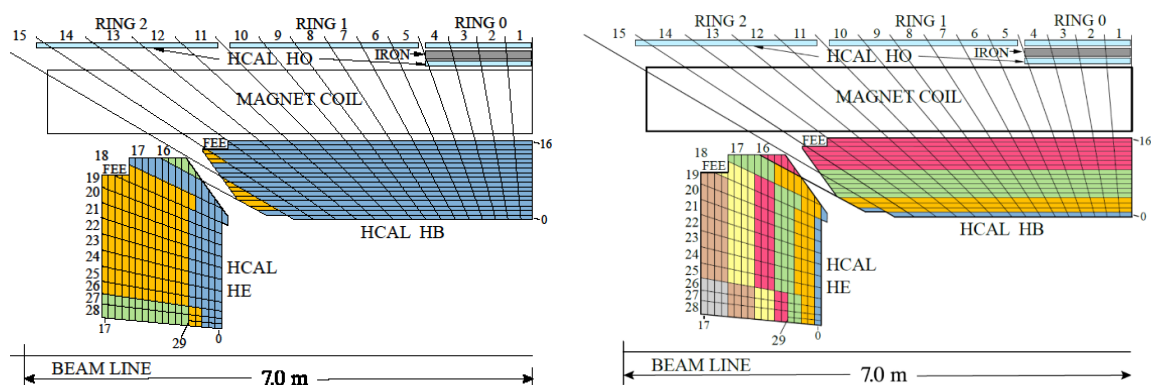 RING 2 RING 1 RING 0
15 14 13 12 11 10 9 8 7 6 5 4 3 2 1
HCAL HO
IRON
MAGNET COIL
FEE
16
18 17 16
FEE
19
20
21
22
23
24
25
26
27
28
17
29
0
0
HCAL HB
HCAL
HE
BEAM LINE
7.0 m
RING 2 RING 1 RING 0
15 14 13 12 11 10 9 8 7 6 5 4 3 2 1
HCAL HO
IRON
MAGNET COIL
FEE
16
18 17 16
FEE
19
20
21
22
23
24
25
26
27
28
17
29
0
0
HCAL HB
HCAL
HE
BEAM LINE
7.0 m